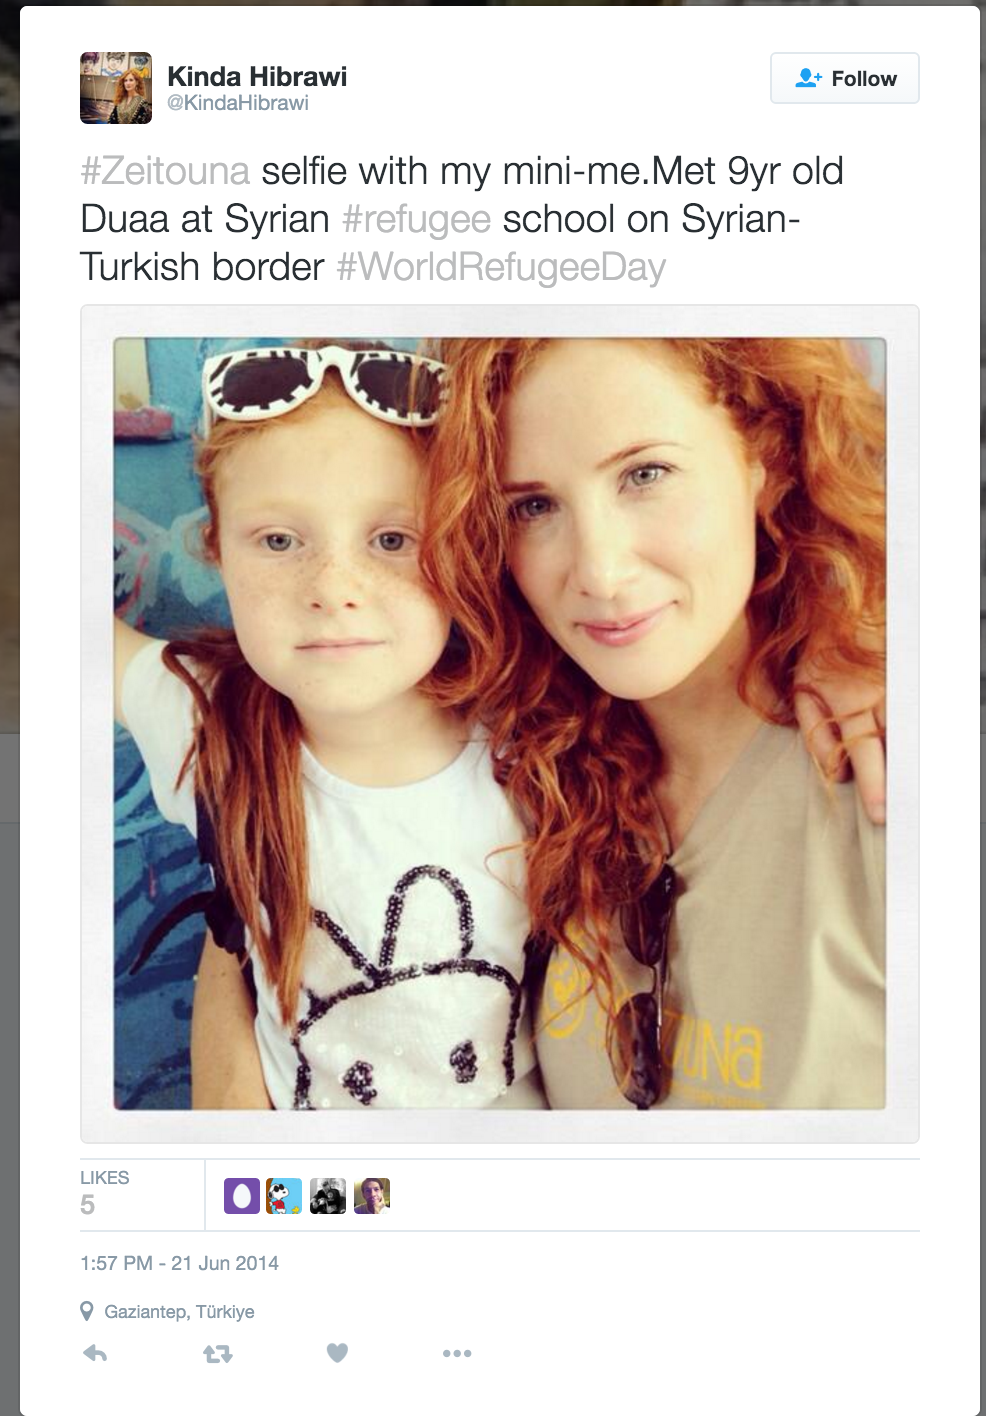 Kinda Hibrawi
@KindaHibrawi
Follow
#Zeitouna selfie with my mini-me.Met 9yr old
Duaa at Syrian #refugee school on Syrian-
Turkish border #WorldRefugeeDay
LIKES
5
1:57 PM - 21 Jun 2014
Gaziantep, Türkiye